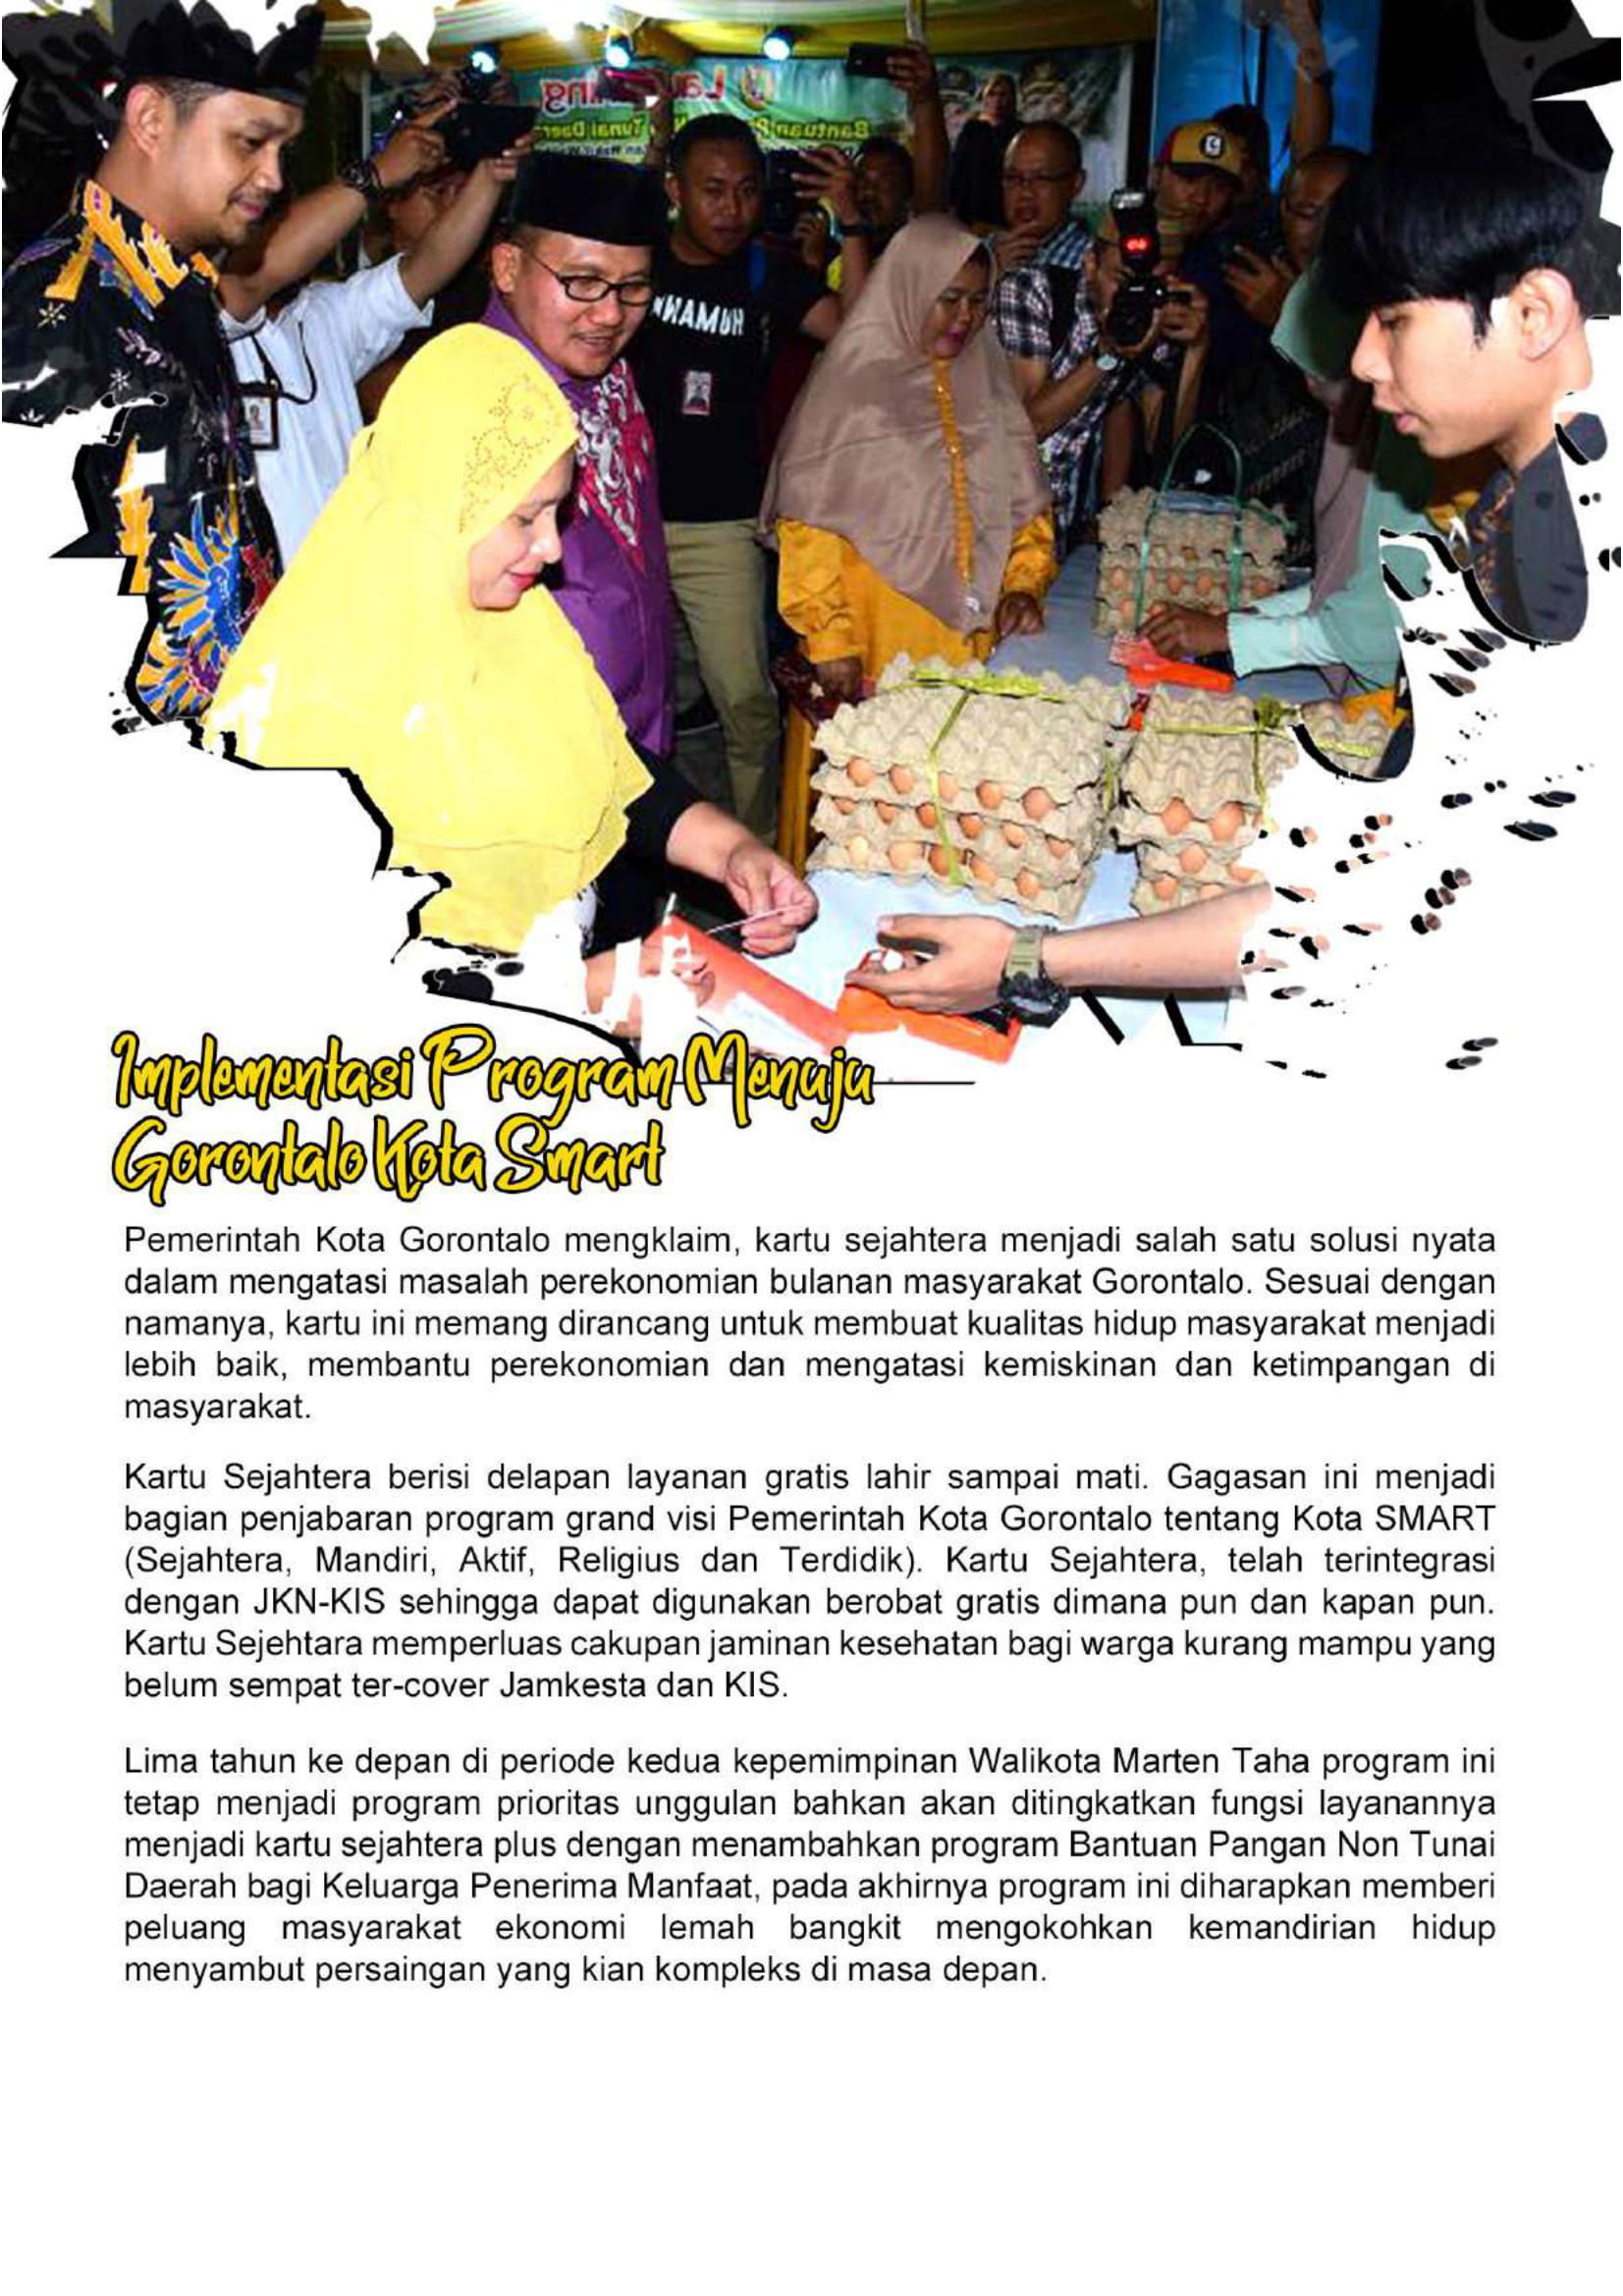 Launching
Bantuan
Tunai Daer
HAMUH
Implementasi Program Menuju
Gorontalo Kota Smart
Pemerintah Kota Gorontalo mengklaim, kartu sejahtera menjadi salah satu solusi nyata
dalam mengatasi masalah perekonomian bulanan masyarakat Gorontalo. Sesuai dengan
namanya, kartu ini memang dirancang untuk membuat kualitas hidup masyarakat menjadi
lebih baik, membantu perekonomian dan mengatasi kemiskinan dan ketimpangan di
masyarakat.
Kartu Sejahtera berisi delapan layanan gratis lahir sampai mati. Gagasan ini menjadi
bagian penjabaran program grand visi Pemerintah Kota Gorontalo tentang Kota SMART
(Sejahtera, Mandiri, Aktif, Religius dan Terdidik). Kartu Sejahtera, telah terintegrasi
dengan JKN-KIS sehingga dapat digunakan berobat gratis dimana pun dan kapan pun.
Kartu Sejehtara memperluas cakupan jaminan kesehatan bagi warga kurang mampu yang
belum sempat ter-cover Jamkesta dan KIS.
Lima tahun ke depan di periode kedua kepemimpinan Walikota Marten Taha program ini
tetap menjadi program prioritas unggulan bahkan akan ditingkatkan fungsi layanannya
menjadi kartu sejahtera plus dengan menambahkan program Bantuan Pangan Non Tunai
Daerah bagi Keluarga Penerima Manfaat, pada akhirnya program ini diharapkan memberi
peluang masyarakat ekonomi lemah bangkit mengokohkan kemandirian hidup
menyambut persaingan yang kian kompleks di masa depan.